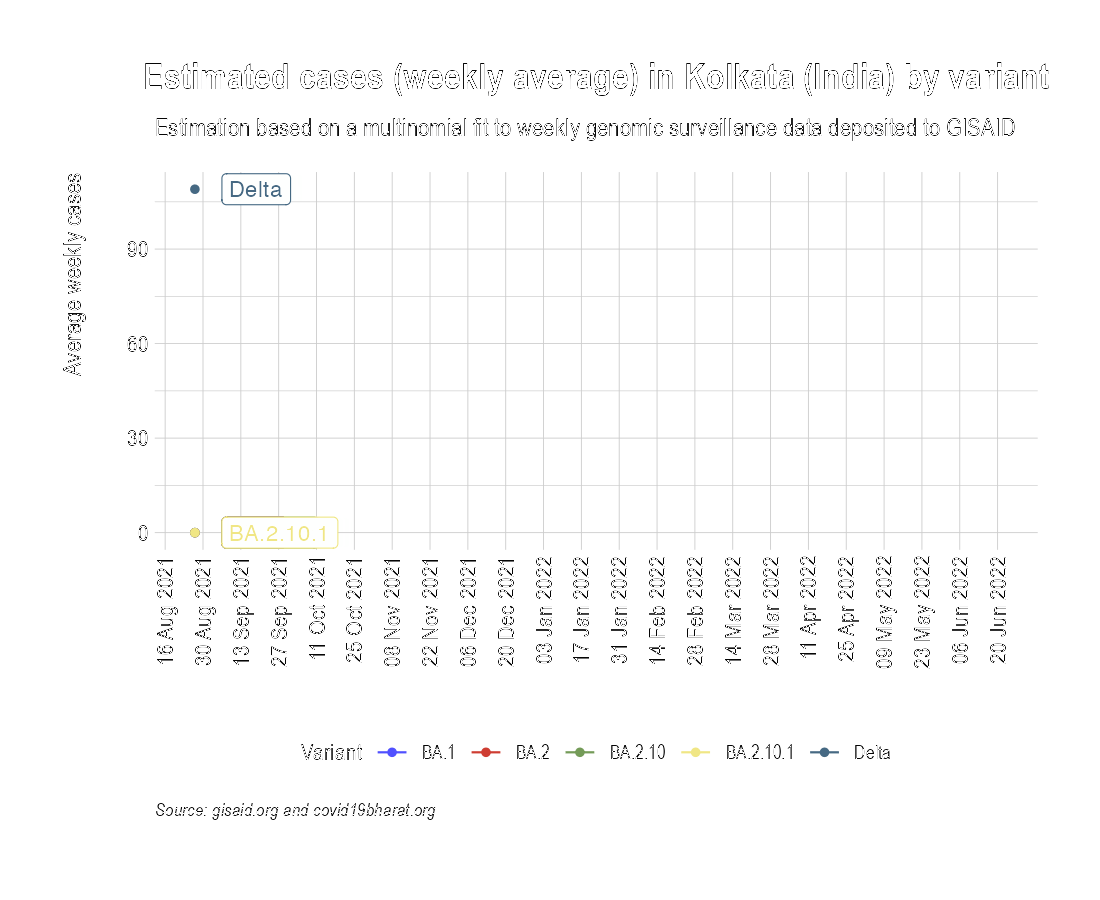 Estimated cases (weekly average) in Kolkata (India) by variant
Estimation based on a multinomial fit to weekly genomic surveillance data deposited to GISAID
Average weekly cases
90
60
30
0
Delta
BA.2.10.1
16 Aug 2021
30 Aug 2021
13 Sep 2021
27 Sep 2021
11 Oct 2021
25 Oct 2021
08 Nov 2021
22 Nov 2021
06 Dec 2021
20 Dec 2021
03 Jan 2022
17 Jan 2022
31 Jan 2022
14 Feb 2022
28 Feb 2022
14 Mar 2022
28 Mar 2022
11 Apr 2022
25 Apr 2022
09 May 2022
23 May 2022
06 Jun 2022
20 Jun 2022
Variant BA.1 BA.2 BA.2.10 BA.2.10.1 Delta
Source: gisaid.org and covid19bharat.org